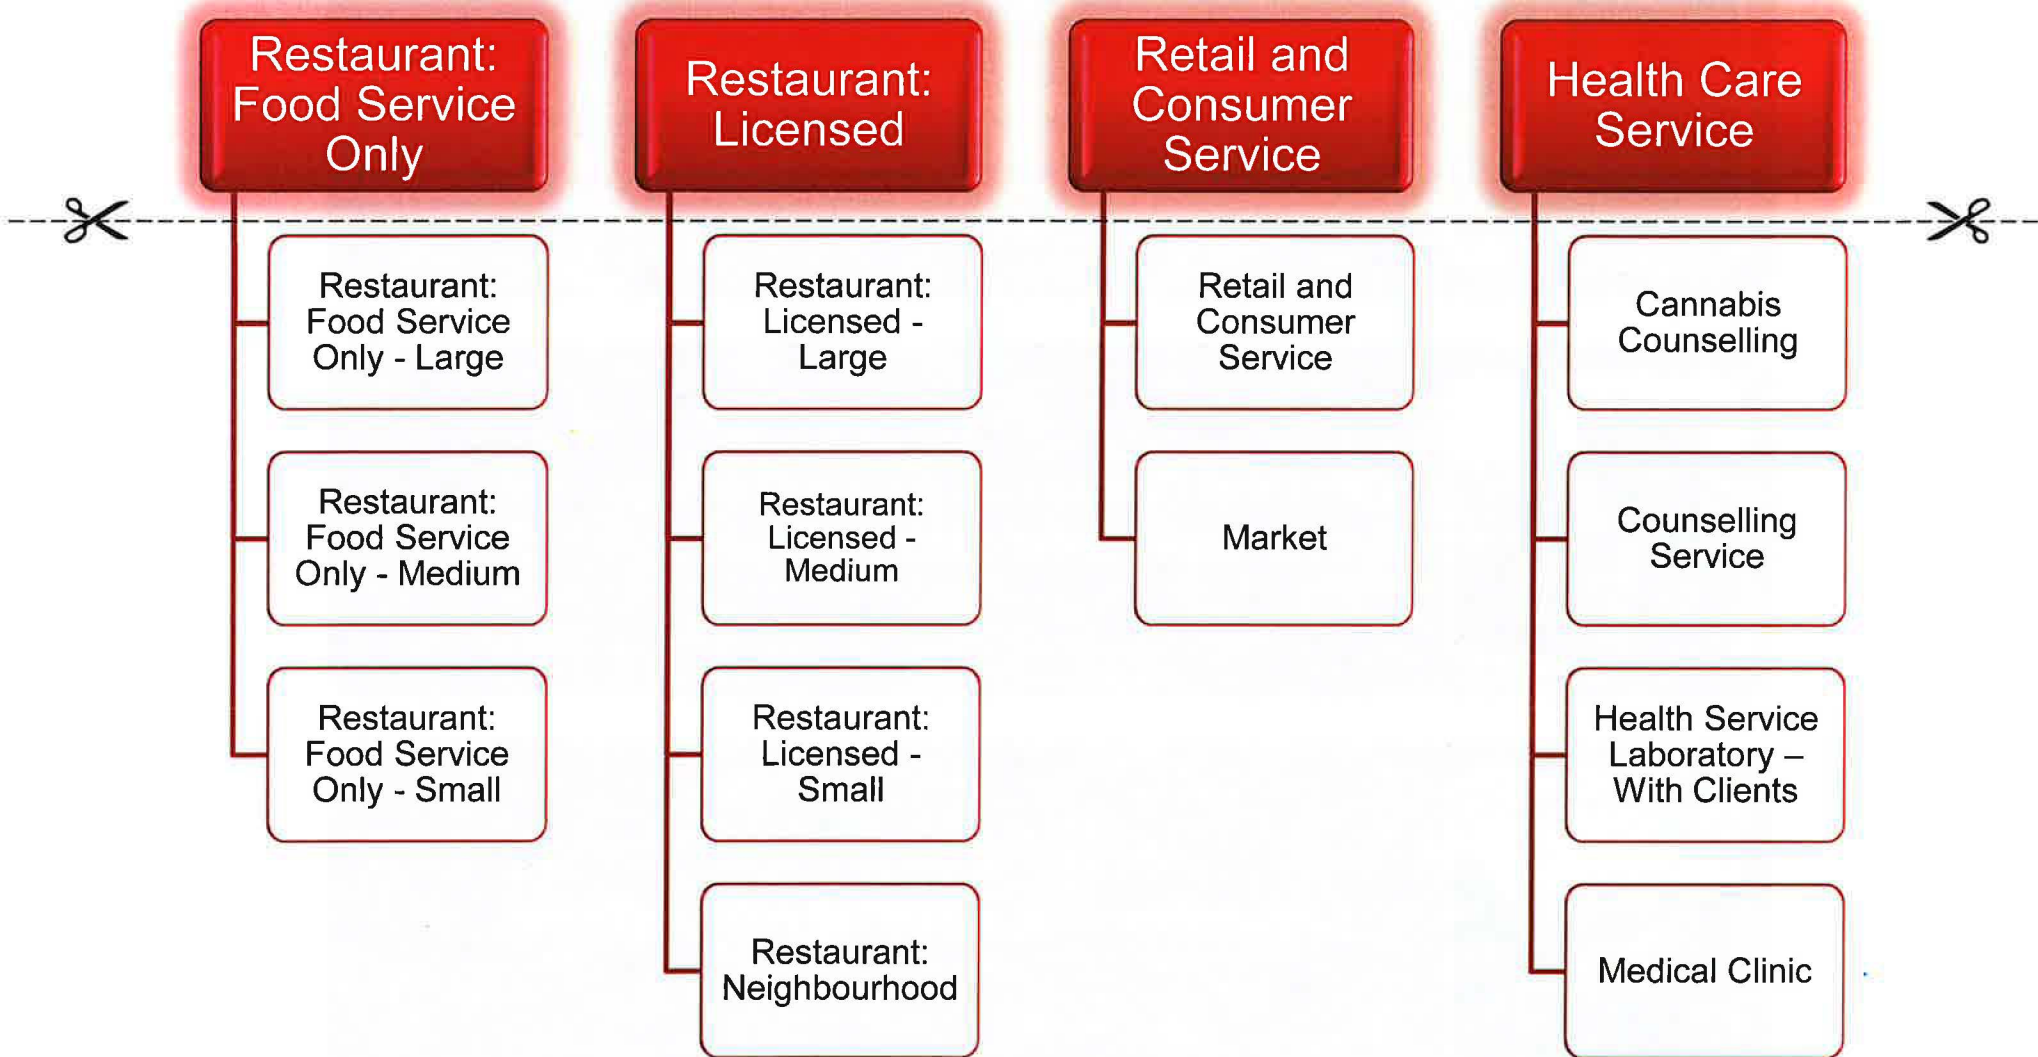 Restaurant:
Food Service
Only
Restaurant:
Licensed
Retail and
Consumer
Service
Health Care
Service
Restaurant:
Food Service
Only - Large
Restaurant:
Licensed -
Large
Retail and
Consumer
Service
Cannabis
Counselling
Restaurant:
Food Service
Only - Medium
Restaurant:
Licensed -
Medium
Market
Counselling
Service
Restaurant:
Food Service
Only - Small
Restaurant:
Licensed -
Small
Health Service
Laboratory –
With Clients
Restaurant:
Neighbourhood
Medical Clinic